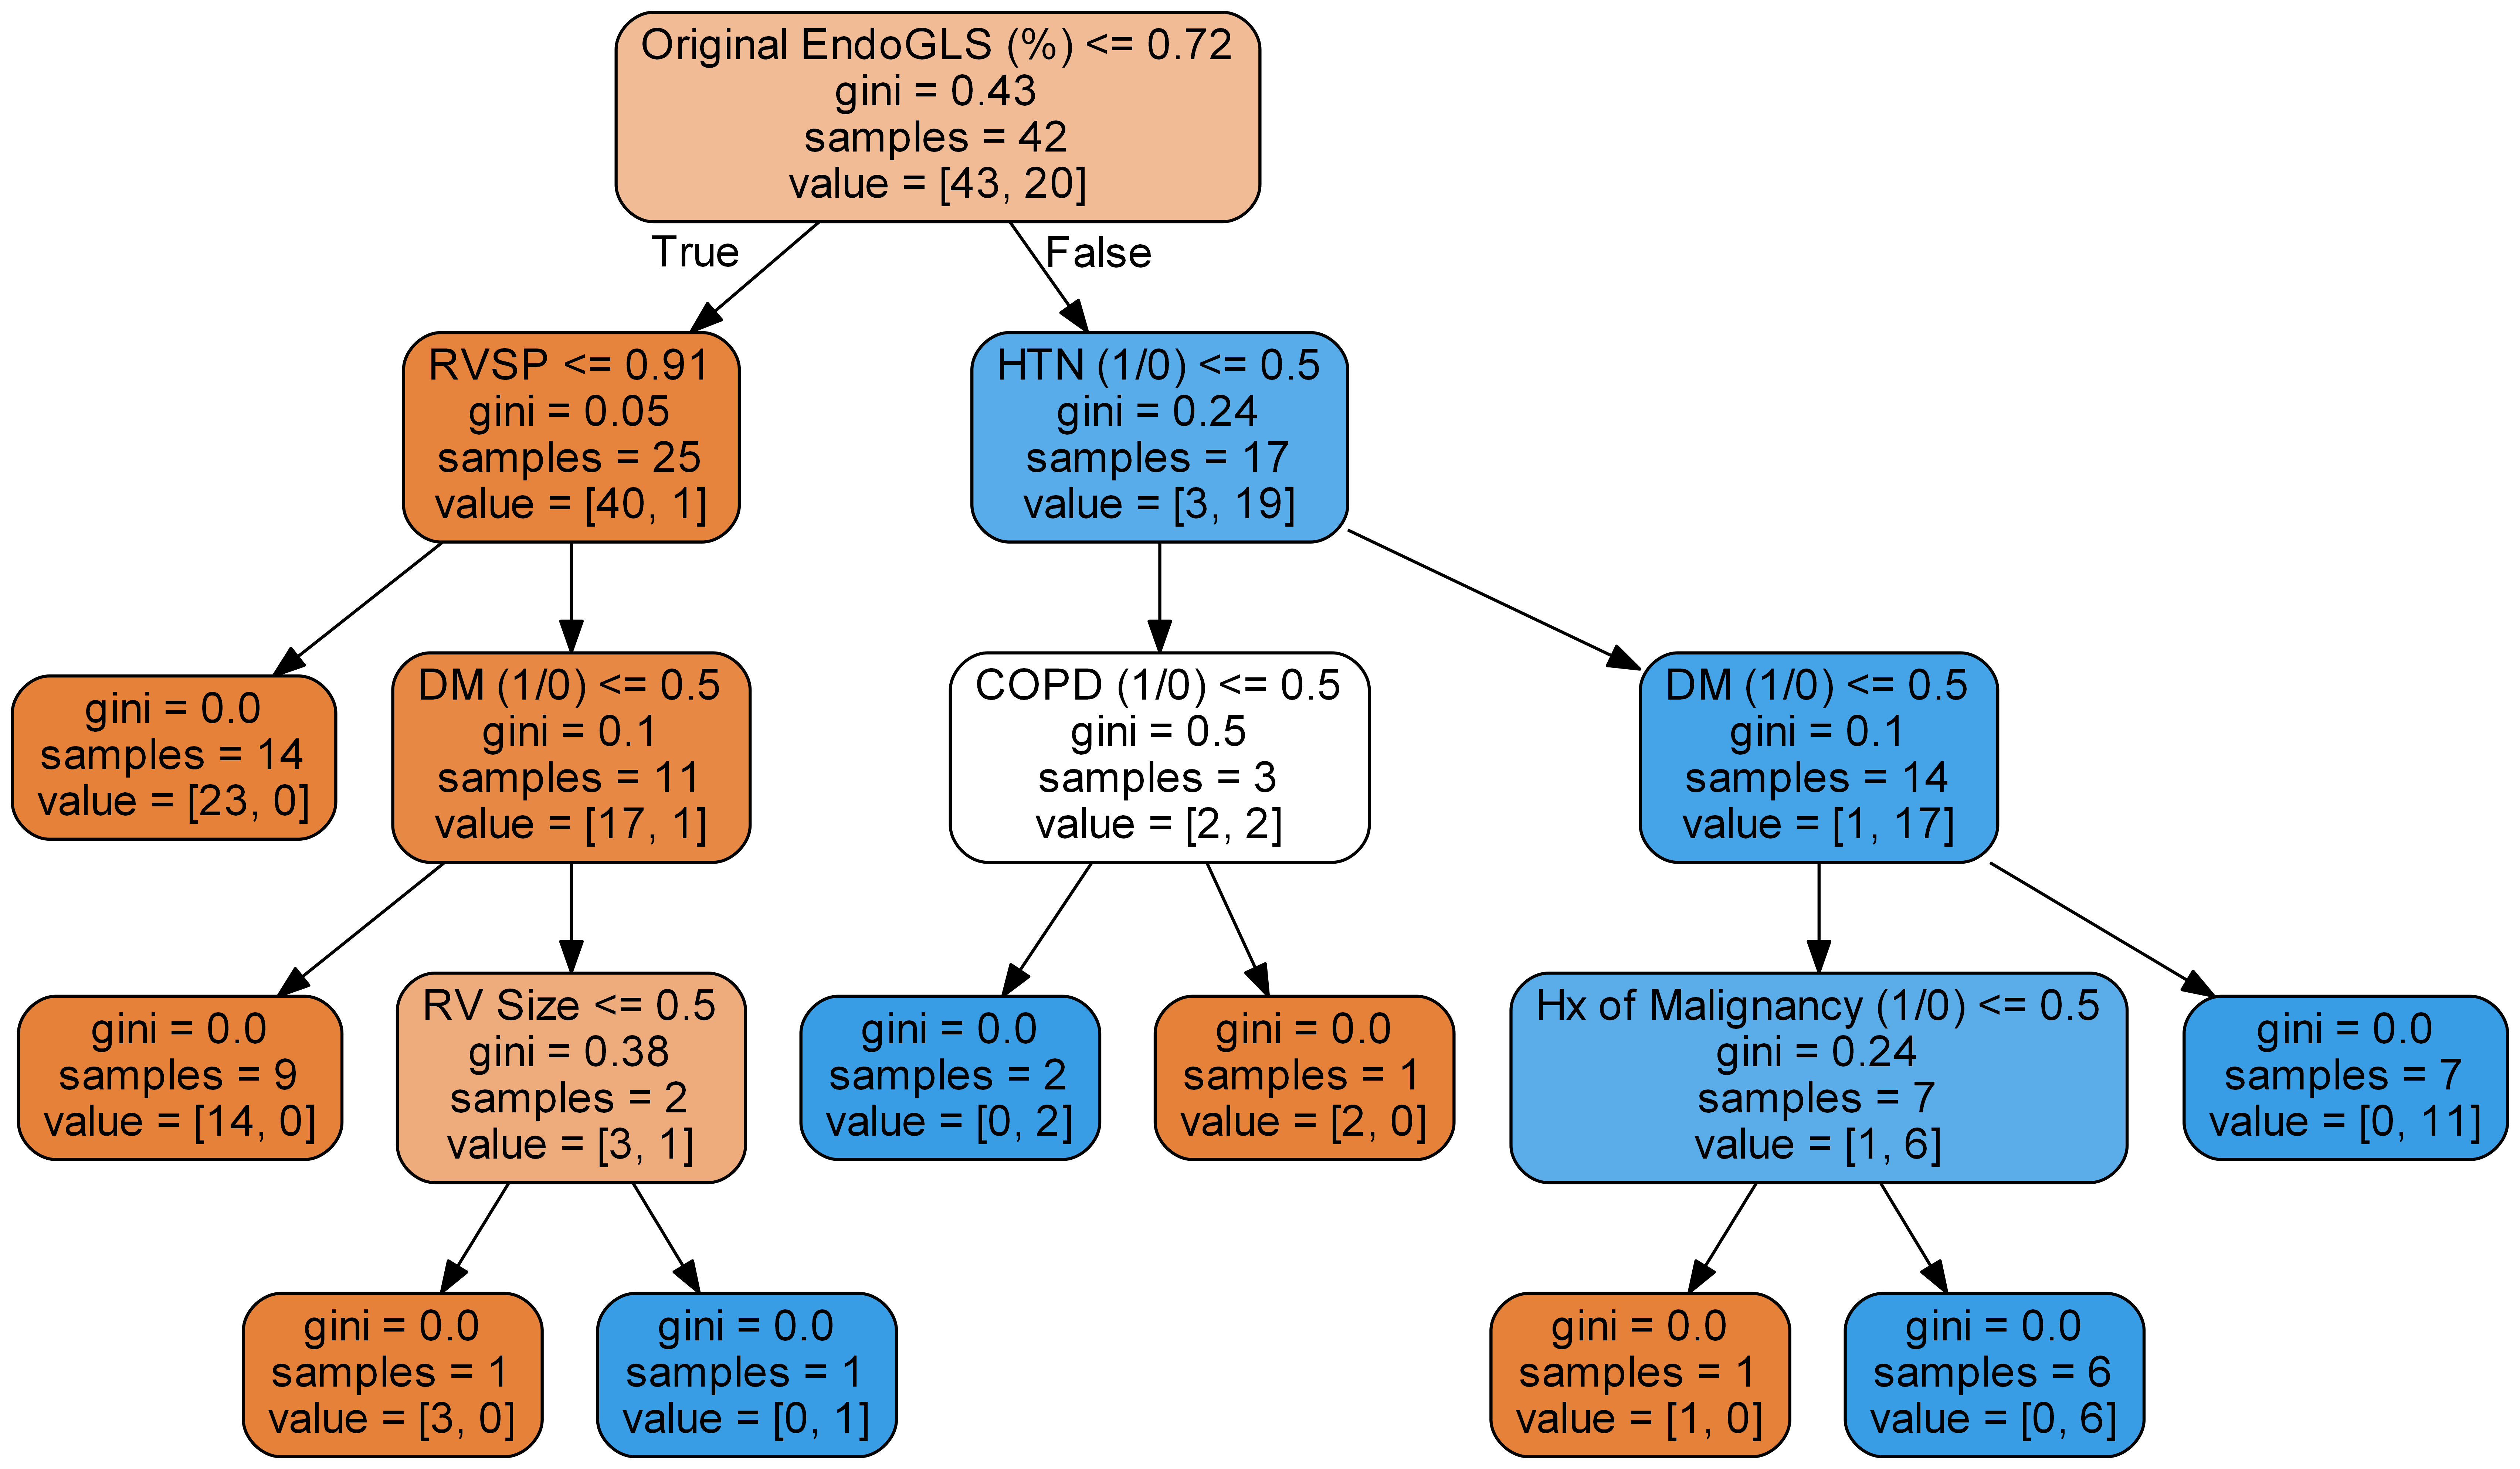 Original EndoGLS (%) <= 0.72
gini = 0.43
samples = 42
value = [43, 20]
True
False
RVSP <= 0.91
gini = 0.05
samples = 25
value = [40, 1]
HTN (1/0) <= 0.5
gini = 0.24
samples = 17
value = [3, 19]
gini = 0.0
samples = 14
value = [23, 0]
DM (1/0) <= 0.5
gini = 0.1
samples = 11
value = [17, 1]
COPD (1/0) <= 0.5
gini = 0.5
samples = 3
value = [2, 2]
DM (1/0) <= 0.5
gini = 0.1
samples = 14
value = [1, 17]
gini = 0.0
samples = 9
value = [14, 0]
RV Size <= 0.5
gini = 0.38
samples = 2
value = [3, 1]
gini = 0.0
samples = 2
value = [0, 2]
gini = 0.0
samples = 1
value = [2, 0]
Hx of Malignancy (1/0) <= 0.5
gini = 0.24
samples = 7
value = [1, 6]
gini = 0.0
samples = 7
value = [0, 11]
gini = 0.0
samples = 1
value = [3, 0]
gini = 0.0
samples = 1
value = [0, 1]
gini = 0.0
samples = 1
value = [1, 0]
gini = 0.0
samples = 6
value = [0, 6]